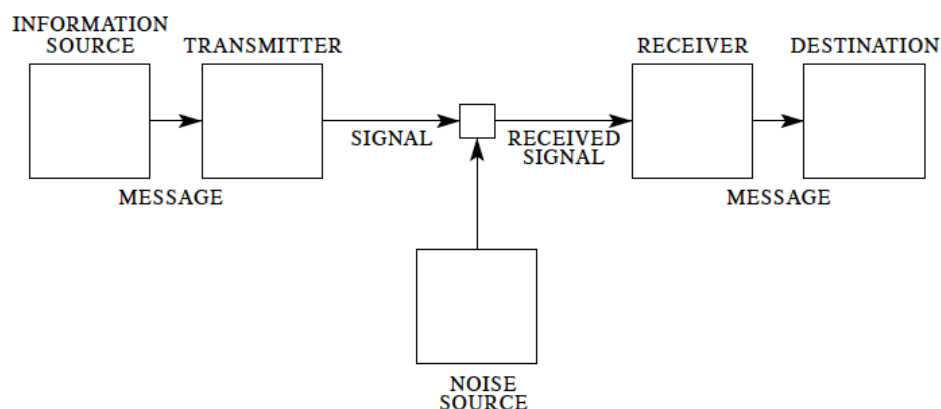 INFORMATION
SOURCE
TRANSMITTER
RECEIVER
DESTINATION
SIGNAL
RECEIVED
SIGNAL
MESSAGE
MESSAGE
NOISE
SOURCE